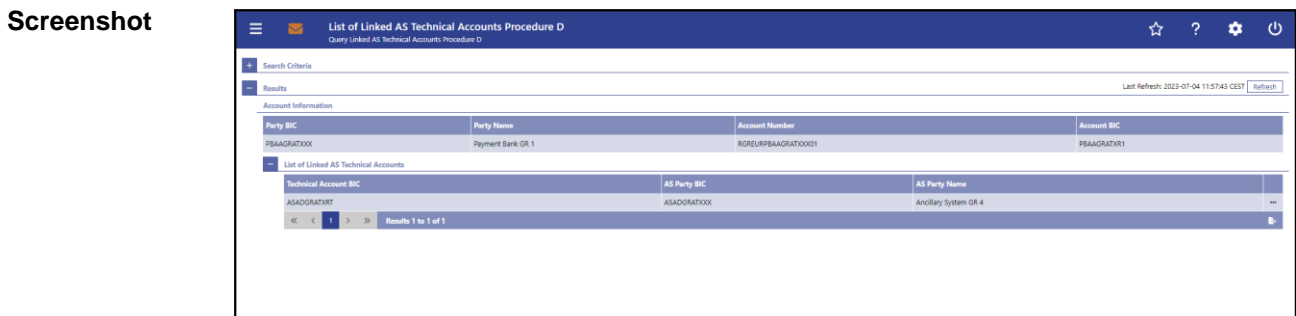 Screenshot
List of Linked AS Technical Accounts Procedure D
Query Linked AS Technical Accounts Procedure D
?
+ Search Criteria
− Results Last Refresh: 2023-07-04 11:57:43 CEST Refresh
Account Information
Party BIC Party Name Account Number Account BIC
PBAAGRATXXX Payment Bank GR 1 RGREURPBAAGRATXXX01 PBAAGRATXR1
− List of Linked AS Technical Accounts
Technical Account BIC AS Party BIC AS Party Name
ASADGRATXRT ASADGRATXXX Ancillary System GR 4 ...
« < 1 > » Results 1 to 1 of 1